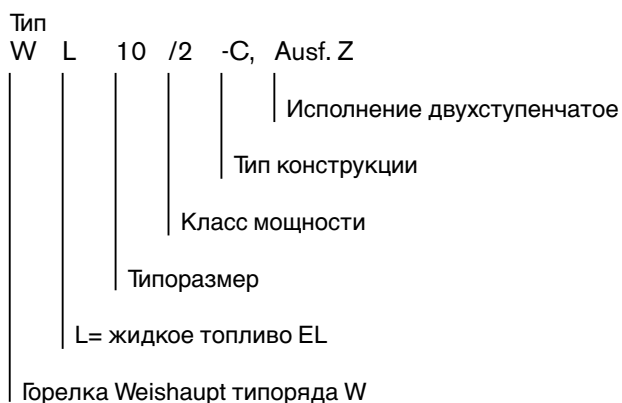 Тип
W L 10 /2 -C, Ausf. Z
Исполнение двухступенчатое
Тип конструкции
Класс мощности
Типоразмер
L= жидкое топливо EL
Горелка Weishaupt типоряда W